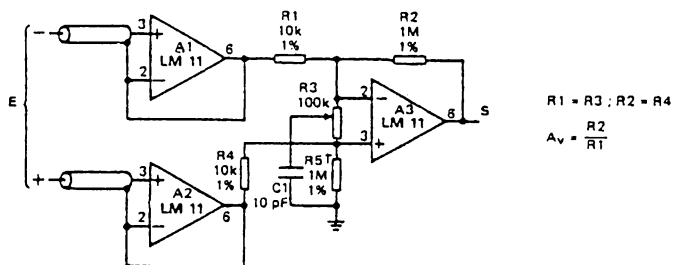 R1
10k
1%
R2
1M
1%
3
+
A1
LM 11
6
2
−
−
E
R3
100k
2
−
A3
LM 11
6
S
3
+
R1 = R3 ; R2 = R4
Av = R2
R1
R4
10k
1%
R5
T
1M
1%
C1
10 pF
+
3
+
A2
LM 11
6
2
−